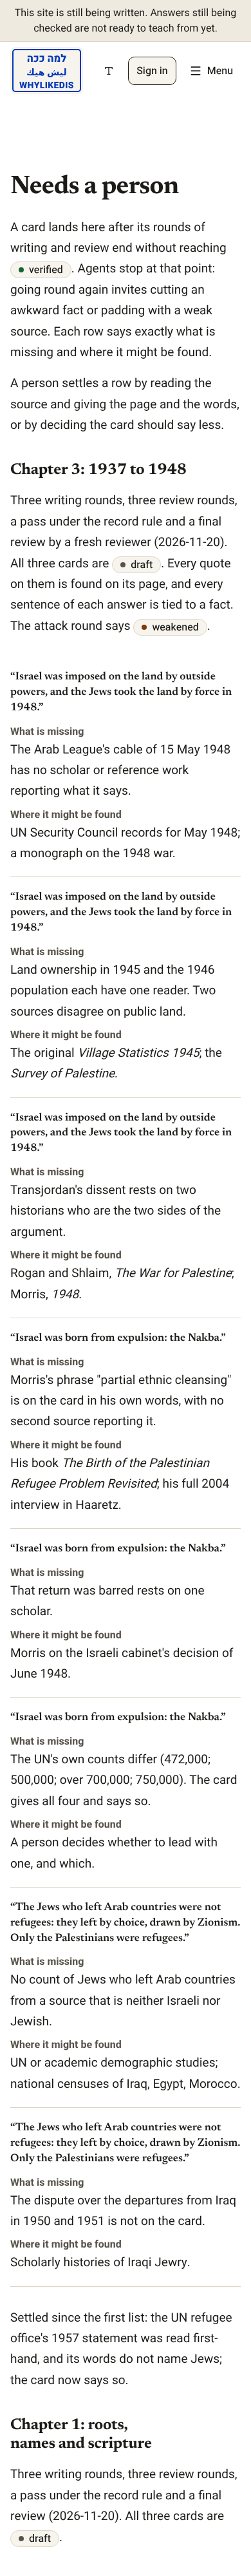 This site is still being written. Answers still being
checked are not ready to teach from yet.
למה ככה
ليش هيك
WHYLIKEDIS
T
Sign in
Menu
Needs a person
A card lands here after its rounds of
writing and review end without reaching
verified. Agents stop at that point:
going round again invites cutting an
awkward fact or padding with a weak
source. Each row says exactly what is
missing and where it might be found.
A person settles a row by reading the
source and giving the page and the words,
or by deciding the card should say less.
Chapter 3: 1937 to 1948
Three writing rounds, three review rounds,
a pass under the record rule and a final
review by a fresh reviewer (2026-11-20).
All three cards are draft. Every quote
on them is found on its page, and every
sentence of each answer is tied to a fact.
The attack round says weakened.
“Israel was imposed on the land by outside
powers, and the Jews took the land by force in
1948.”
What is missing
The Arab League's cable of 15 May 1948
has no scholar or reference work
reporting what it says.
Where it might be found
UN Security Council records for May 1948;
a monograph on the 1948 war.
“Israel was imposed on the land by outside
powers, and the Jews took the land by force in
1948.”
What is missing
Land ownership in 1945 and the 1946
population each have one reader. Two
sources disagree on public land.
Where it might be found
The original Village Statistics 1945; the
Survey of Palestine.
“Israel was imposed on the land by outside
powers, and the Jews took the land by force in
1948.”
What is missing
Transjordan's dissent rests on two
historians who are the two sides of the
argument.
Where it might be found
Rogan and Shlaim, The War for Palestine;
Morris, 1948.
“Israel was born from expulsion: the Nakba.”
What is missing
Morris's phrase "partial ethnic cleansing"
is on the card in his own words, with no
second source reporting it.
Where it might be found
His book The Birth of the Palestinian
Refugee Problem Revisited; his full 2004
interview in Haaretz.
“Israel was born from expulsion: the Nakba.”
What is missing
That return was barred rests on one
scholar.
Where it might be found
Morris on the Israeli cabinet's decision of
June 1948.
“Israel was born from expulsion: the Nakba.”
What is missing
The UN's own counts differ (472,000;
500,000; over 700,000; 750,000). The card
gives all four and says so.
Where it might be found
A person decides whether to lead with
one, and which.
“The Jews who left Arab countries were not
refugees: they left by choice, drawn by Zionism.
Only the Palestinians were refugees.”
What is missing
No count of Jews who left Arab countries
from a source that is neither Israeli nor
Jewish.
Where it might be found
UN or academic demographic studies;
national censuses of Iraq, Egypt, Morocco.
“The Jews who left Arab countries were not
refugees: they left by choice, drawn by Zionism.
Only the Palestinians were refugees.”
What is missing
The dispute over the departures from Iraq
in 1950 and 1951 is not on the card.
Where it might be found
Scholarly histories of Iraqi Jewry.
Settled since the first list: the UN refugee
office's 1957 statement was read first-
hand, and its words do not name Jews;
the card now says so.
Chapter 1: roots,
names and scripture
Three writing rounds, three review rounds,
a pass under the record rule and a final
review (2026-11-20). All three cards are
draft.